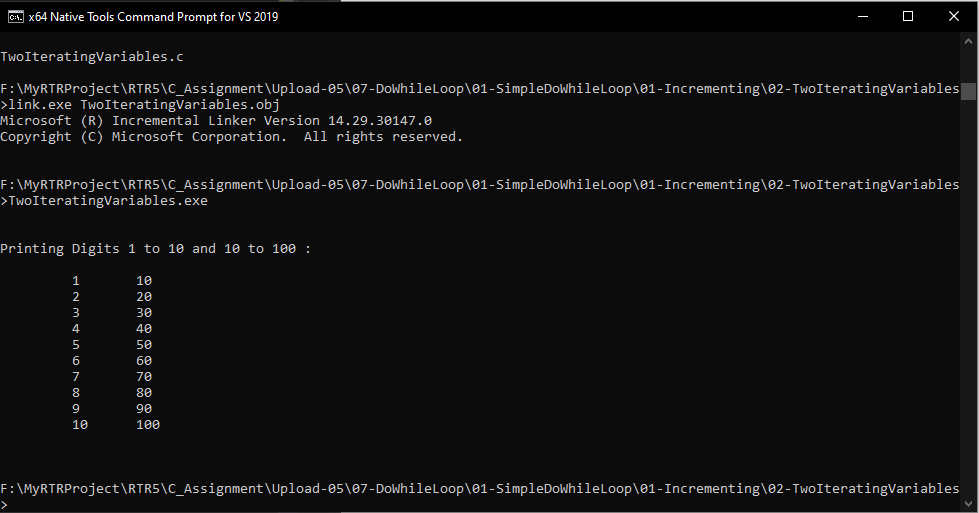 x64 Native Tools Command Prompt for VS 2019
TwoIteratingVariables.c
F:\MyRTRProject\RTR5\C_Assignment\Upload-05\07-DoWhileLoop\01-SimpleDoWhileLoop\01-Incrementing\02-TwoIteratingVariables
>link.exe TwoIteratingVariables.obj
Microsoft (R) Incremental Linker Version 14.29.30147.0
Copyright (C) Microsoft Corporation.  All rights reserved.
F:\MyRTRProject\RTR5\C_Assignment\Upload-05\07-DoWhileLoop\01-SimpleDoWhileLoop\01-Incrementing\02-TwoIteratingVariables
>TwoIteratingVariables.exe
Printing Digits 1 to 10 and 10 to 100 :
1 10
2 20
3 30
4 40
5 50
6 60
7 70
8 80
9 90
10 100
F:\MyRTRProject\RTR5\C_Assignment\Upload-05\07-DoWhileLoop\01-SimpleDoWhileLoop\01-Incrementing\02-TwoIteratingVariables
>